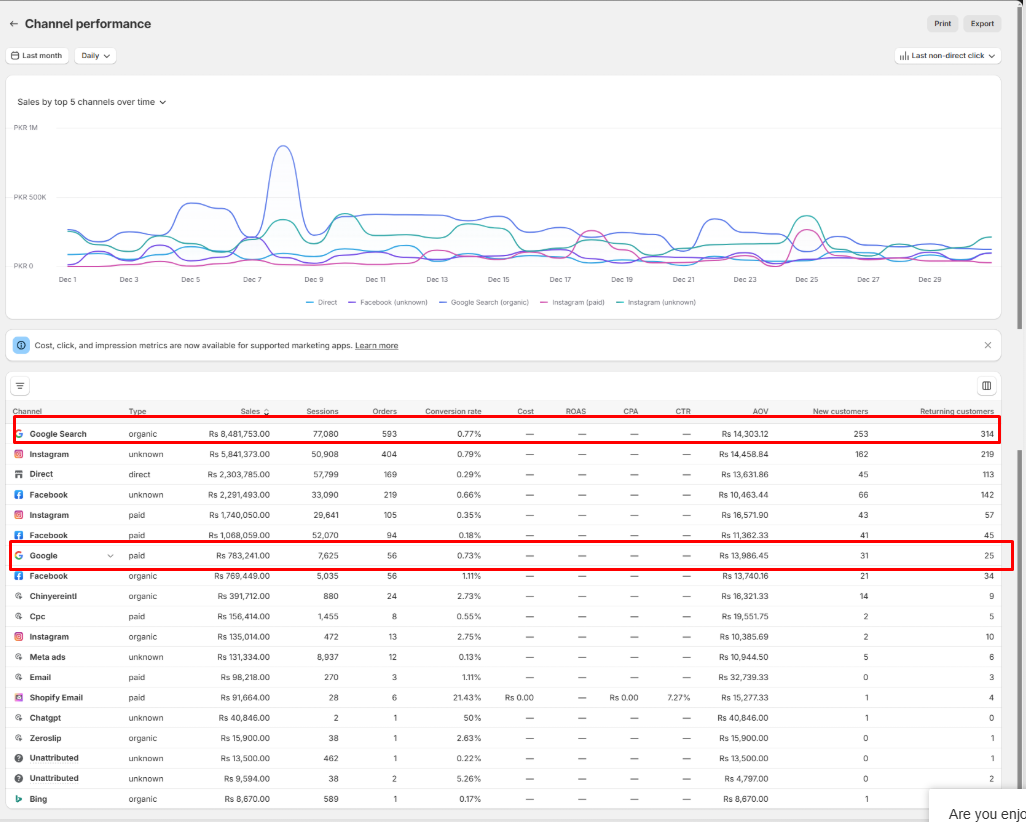 Channel performance
Print Export
Last month Daily Last non-direct click
Sales by top 5 channels over time
PKR 1M
PKR 500K
PKR 0
Dec 1 Dec 3 Dec 5 Dec 7 Dec 9 Dec 11 Dec 13 Dec 15 Dec 17 Dec 19 Dec 21 Dec 23 Dec 25 Dec 27 Dec 29
Direct Facebook (unknown) Google Search (organic) Instagram (paid) Instagram (unknown)
Cost, click, and impression metrics are now available for supported marketing apps. Learn more
Channel Type Sales Sessions Orders Conversion rate Cost ROAS CPA CTR AOV New customers Returning customers
Google Search organic Rs 8,481,753.00 77,080 593 0.77% — — — — Rs 14,303.12 253 314
Instagram unknown Rs 5,841,373.00 50,908 404 0.79% — — — — Rs 14,458.84 162 219
Direct direct Rs 2,303,785.00 57,799 169 0.29% — — — — Rs 13,631.86 45 113
Facebook unknown Rs 2,291,493.00 33,090 219 0.66% — — — — Rs 10,463.44 66 142
Instagram paid Rs 1,740,050.00 29,641 105 0.35% — — — — Rs 16,571.90 43 57
Facebook paid Rs 1,068,059.00 52,070 94 0.18% — — — — Rs 11,362.33 41 45
Google paid Rs 783,241.00 7,625 56 0.73% — — — — Rs 13,986.45 31 25
Facebook organic Rs 769,449.00 5,035 56 1.11% — — — — Rs 13,740.16 21 34
Chinyereintl organic Rs 391,712.00 880 24 2.73% — — — — Rs 16,321.33 14 9
Cpc paid Rs 156,414.00 1,455 8 0.55% — — — — Rs 19,551.75 2 5
Instagram organic Rs 135,014.00 472 13 2.75% — — — — Rs 10,385.69 2 10
Meta ads unknown Rs 131,334.00 8,937 12 0.13% — — — — Rs 10,944.50 5 6
Email paid Rs 98,218.00 270 3 1.11% — — — — Rs 32,739.33 0 3
Shopify Email paid Rs 91,664.00 28 6 21.43% Rs 0.00 — Rs 0.00 7.27% Rs 15,277.33 1 4
Chatgpt unknown Rs 40,846.00 2 1 50% — — — — Rs 40,846.00 1 0
Zeroslip organic Rs 15,900.00 38 1 2.63% — — — — Rs 15,900.00 0 1
Unattributed unknown Rs 13,500.00 462 1 0.22% — — — — Rs 13,500.00 0 1
Unattributed unknown Rs 9,594.00 38 2 5.26% — — — — Rs 4,797.00 0 2
Bing organic Rs 8,670.00 589 1 0.17% — — — — Rs 8,670.00 1
Are you enjo